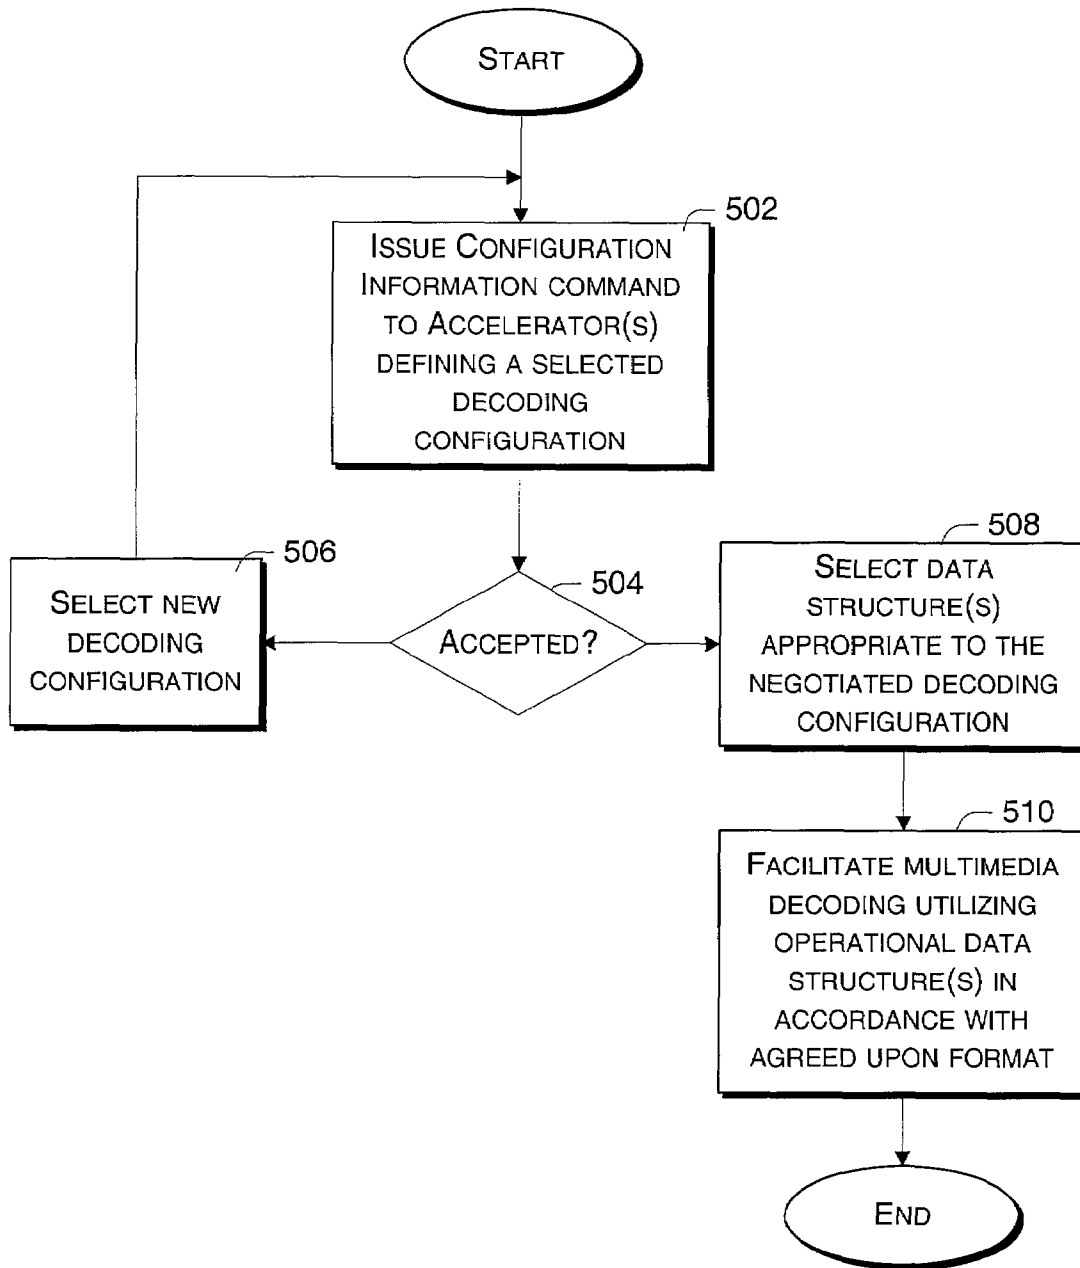 START
502
ISSUE CONFIGURATION
INFORMATION COMMAND
TO ACCELERATOR(S)
DEFINING A SELECTED
DECODING
CONFIGURATION
506
SELECT NEW
DECODING
CONFIGURATION
504
ACCEPTED?
508
SELECT DATA
STRUCTURE(S)
APPROPRIATE TO THE
NEGOTIATED DECODING
CONFIGURATION
510
FACILITATE MULTIMEDIA
DECODING UTILIZING
OPERATIONAL DATA
STRUCTURE(S) IN
ACCORDANCE WITH
AGREED UPON FORMAT
END